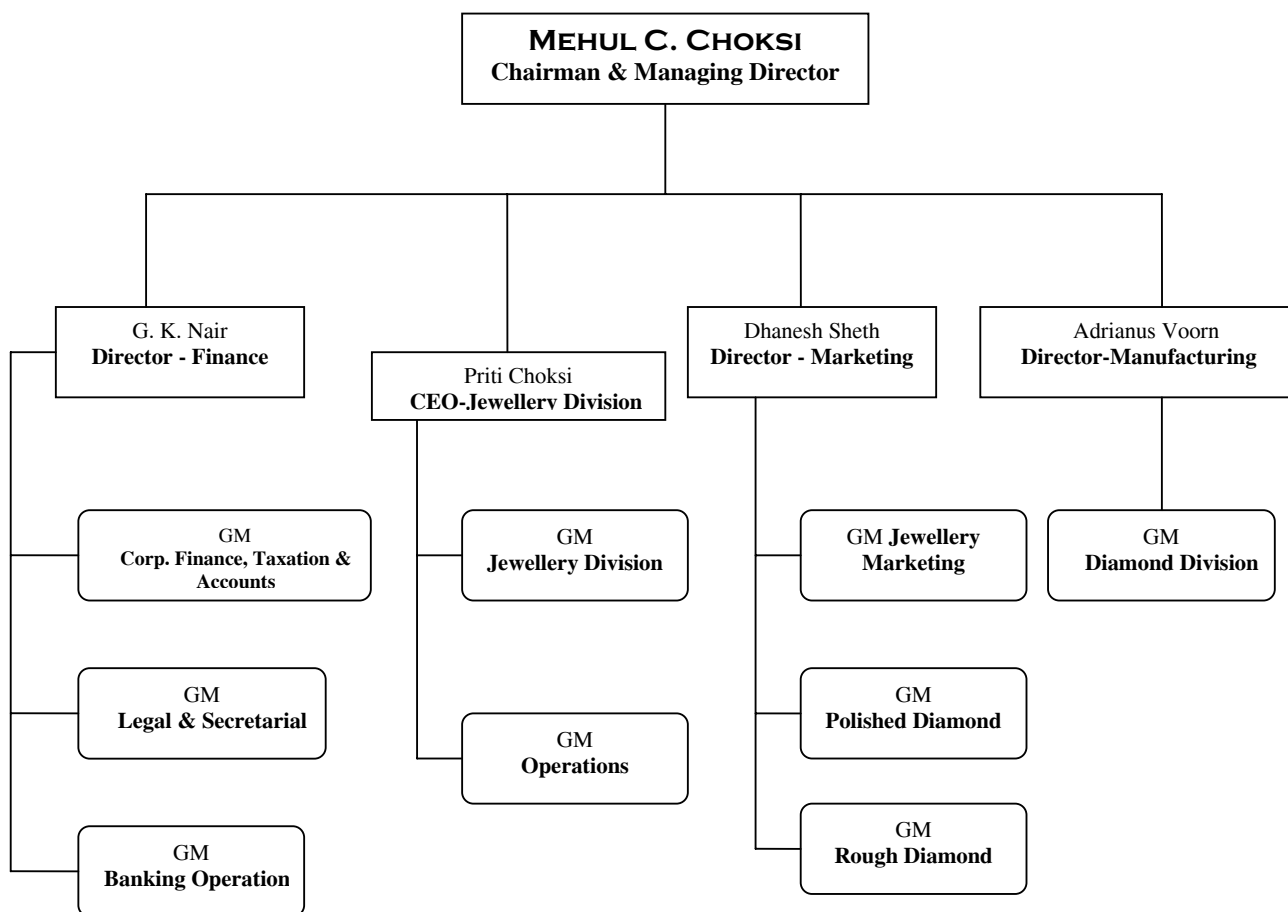 MEHUL C. CHOKSI
Chairman & Managing Director
G. K. Nair
Director - Finance
Priti Choksi
CEO-Jewellery Division
Dhanesh Sheth
Director - Marketing
Adrianus Voorn
Director-Manufacturing
GM
Corp. Finance, Taxation &
Accounts
GM
Jewellery Division
GM Jewellery
Marketing
GM
Diamond Division
GM
Legal & Secretarial
GM
Operations
GM
Polished Diamond
GM
Banking Operation
GM
Rough Diamond